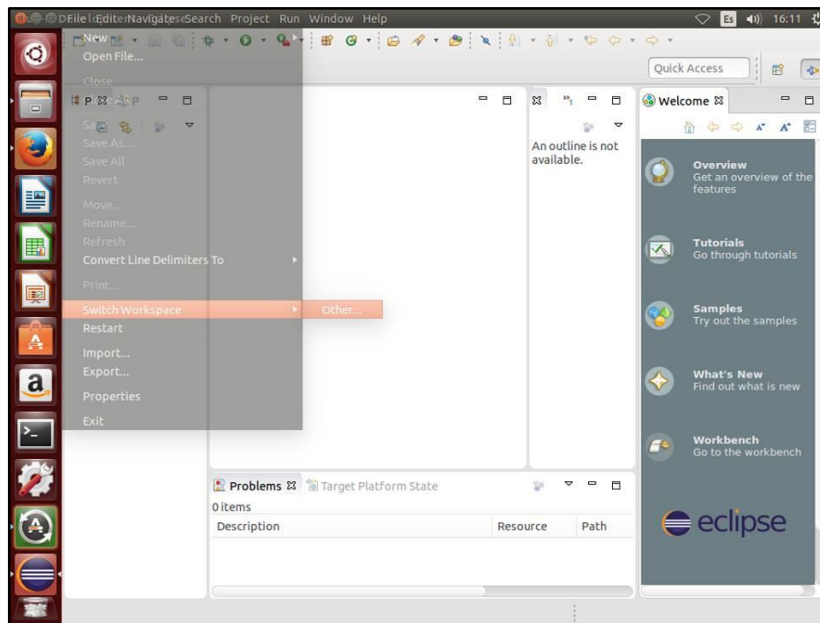 File Edit Navigate Search Project Run Window Help
Es
16:11
New
Open File...
Quick Access
Close
P
P
»1
Welcome
Save As...
Save All
Revert
Move...
Rename...
Refresh
Convert Line Delimiters To
Print...
Switch Workspace
Other...
Restart
Import...
Export...
Properties
Exit
An outline is not
available.
Overview
Get an overview of the
features
Tutorials
Go through tutorials
Samples
Try out the samples
What's New
Find out what is new
Workbench
Go to the workbench
eclipse
Problems
Target Platform State
0 items
Description
Resource
Path